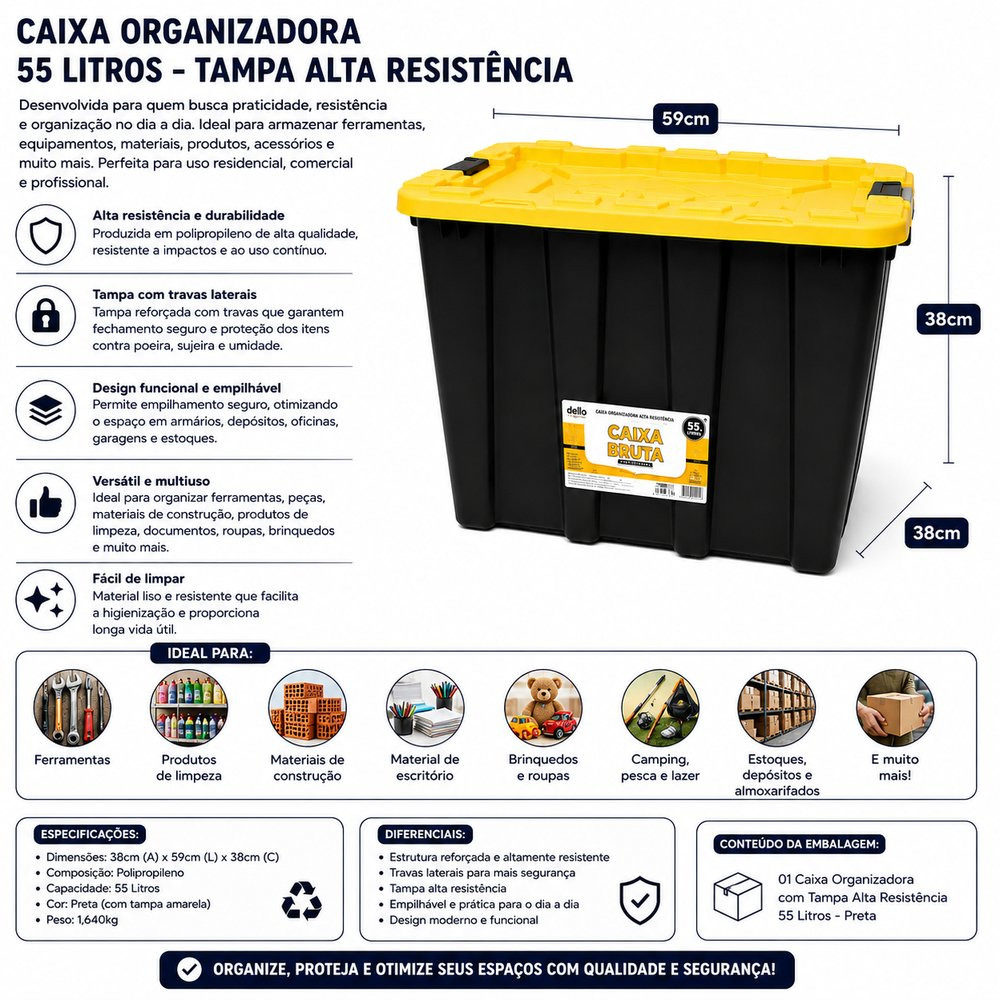 CAIXA ORGANIZADORA
55 LITROS - TAMPA ALTA RESISTÊNCIA
Desenvolvida para quem busca praticidade, resistência
e organização no dia a dia. Ideal para armazenar ferramentas,
equipamentos, materiais, produtos, acessórios e
muito mais. Perfeita para uso residencial, comercial
e profissional.
Alta resistência e durabilidade
Produzida em polipropileno de alta qualidade,
resistente a impactos e ao uso contínuo.
Tampa com travas laterais
Tampa reforçada com travas que garantem
fechamento seguro e proteção dos itens
contra poeira, sujeira e umidade.
Design funcional e empilhável
Permite empilhamento seguro, otimizando
o espaço em armários, depósitos, oficinas,
garagens e estoques.
Versátil e multiuso
Ideal para organizar ferramentas, peças,
materiais de construção, produtos de
limpeza, documentos, roupas, brinquedos
e muito mais.
Fácil de limpar
Material liso e resistente que facilita
a higienização e proporciona
longa vida útil.
59cm
38cm
38cm
dello
CAIXA ORGANIZADORA ALTA RESISTÊNCIA
55
LITROS
CAIXA
BRUTA
IDEAL PARA:
Ferramentas
Produtos
de limpeza
Materiais de
construção
Material de
escritório
Brinquedos
e roupas
Camping,
pesca e lazer
Estoques,
depósitos e
almoxarifados
E muito
mais!
ESPECIFICAÇÕES:
• Dimensões: 38cm (A) x 59cm (L) x 38cm (C)
• Composição: Polipropileno
• Capacidade: 55 Litros
• Cor: Preta (com tampa amarela)
• Peso: 1,640kg
DIFERENCIAIS:
• Estrutura reforçada e altamente resistente
• Travas laterais para mais segurança
• Tampa alta resistência
• Empilhável e prática para o dia a dia
• Design moderno e funcional
CONTEÚDO DA EMBALAGEM:
01 Caixa Organizadora
com Tampa Alta Resistência
55 Litros - Preta
ORGANIZE, PROTEJA E OTIMIZE SEUS ESPAÇOS COM QUALIDADE E SEGURANÇA!